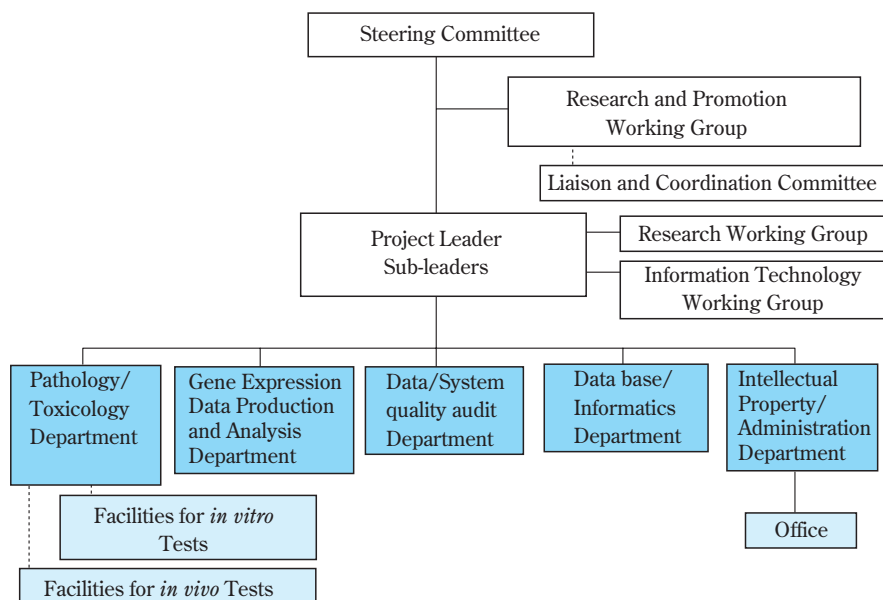 Steering Committee
Research and Promotion
Working Group
Liaison and Coordination Committee
Project Leader
Sub-leaders
Research Working Group
Information Technology
Working Group
Pathology/
Toxicology
Department
Gene Expression
Data Production
and Analysis
Department
Data/System
quality audit
Department
Data base/
Informatics
Department
Intellectual
Property/
Administration
Department
Facilities for in vitro
Tests
Office
Facilities for in vivo Tests